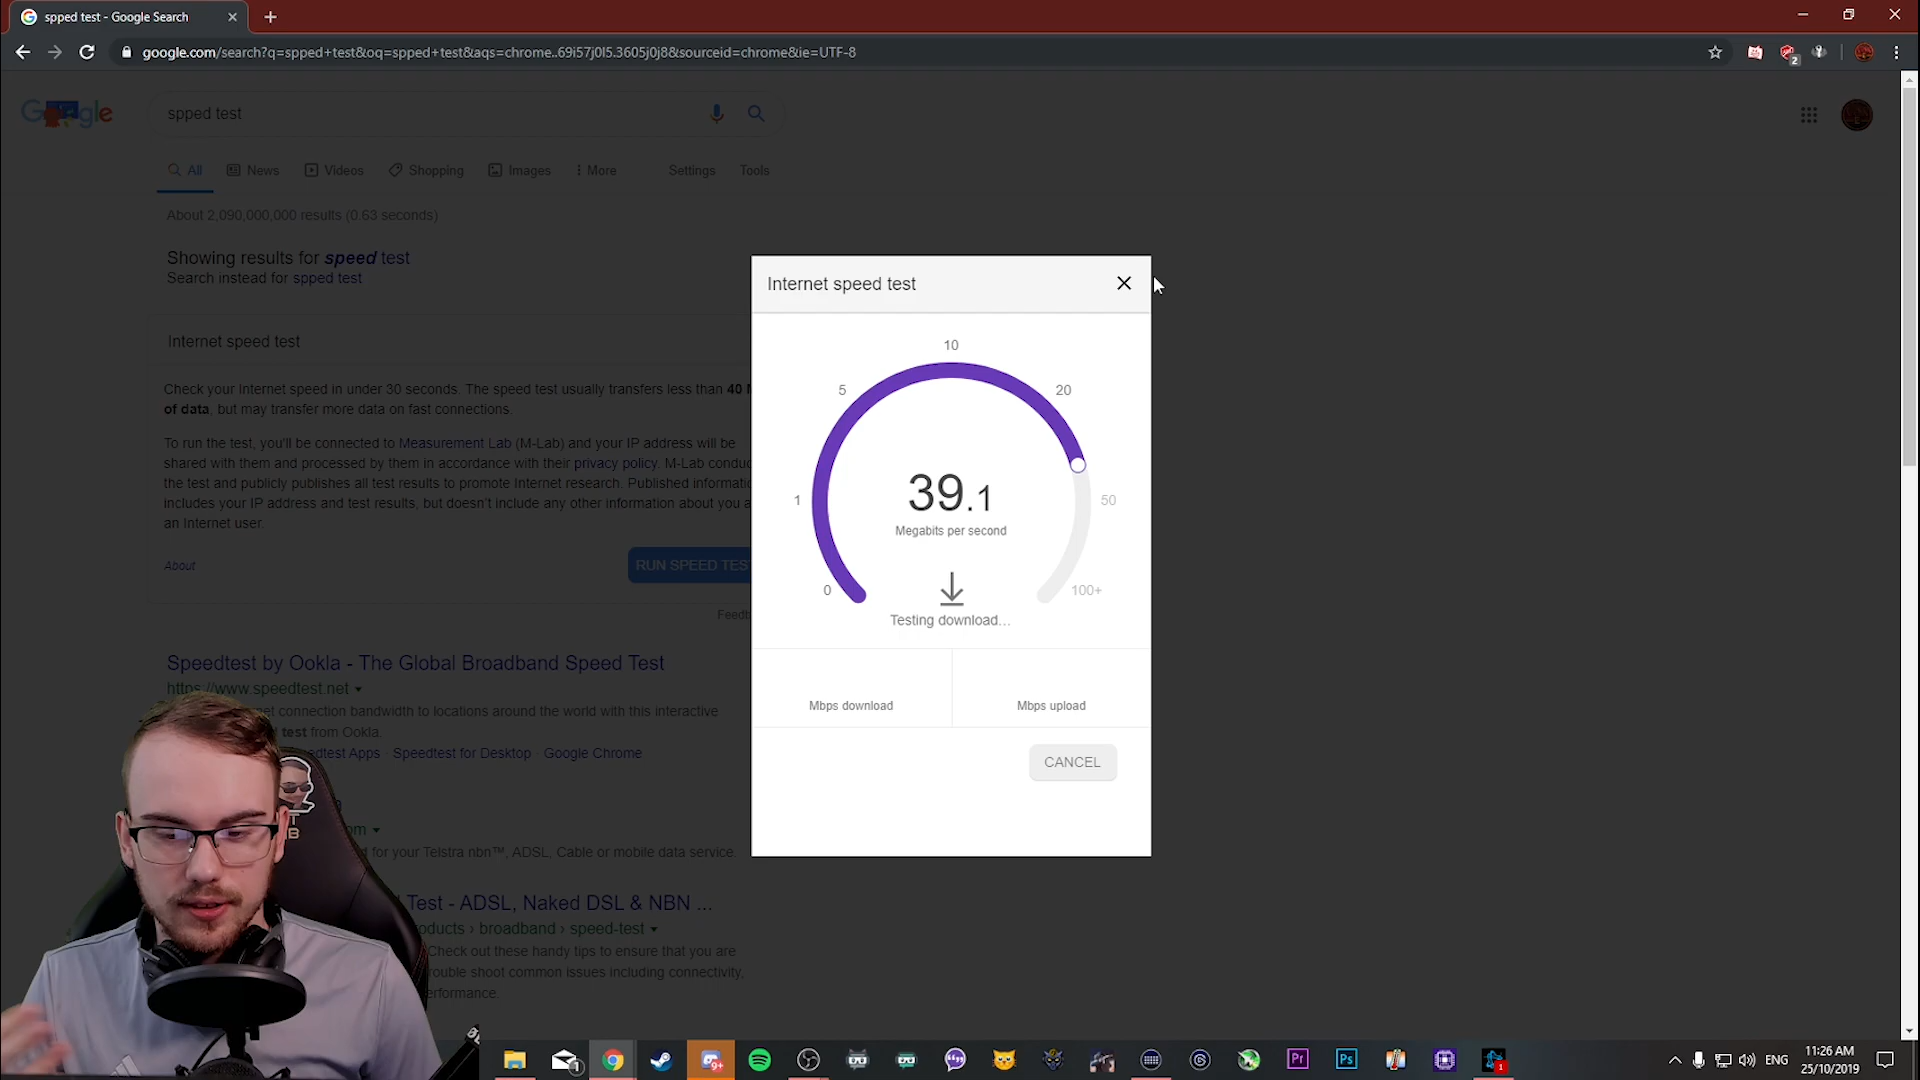 spped test - Google Search
google.com/search?q=spped+test&oq=spped+test&aqs=chrome..69i57j0l5.3605j0j8&sourceid=chrome&ie=UTF-8
2
Google
spped test
All News Videos Shopping Images More Settings Tools
About 2,090,000,000 results (0.63 seconds)
Showing results for speed test
Search instead for spped test
Internet speed test
Check your Internet speed in under 30 seconds. The speed test usually transfers less than 40
of data, but may transfer more data on fast connections.
To run the test, you'll be connected to Measurement Lab (M-Lab) and your IP address will be
shared with them and processed by them in accordance with their privacy policy. M-Lab
the test and publicly publishes all test results to promote Internet research. Published
includes your IP address and test results, but doesn't include any other information about you
an Internet user.
About
RUN SPEED
Internet speed test
10
5
20
1
50
0
100+
39.1
Megabits per second
Testing download...
Mbps download
Mbps upload
CANCEL
Speedtest by Ookla - The Global Broadband Speed Test
https://www.speedtest.net
connection bandwidth to locations around the world with this interactive
test from Ookla.
Apps · Speedtest for Desktop · Google Chrome
for your Telstra nbn™, ADSL, Cable or mobile data service.
Test - ADSL, Naked DSL & NBN ...
› broadband › speed-test
Check out these handy tips to ensure that you are
shoot common issues including connectivity,
1
9+
Pr
Ps
1
ENG
11:26 AM
25/10/2019